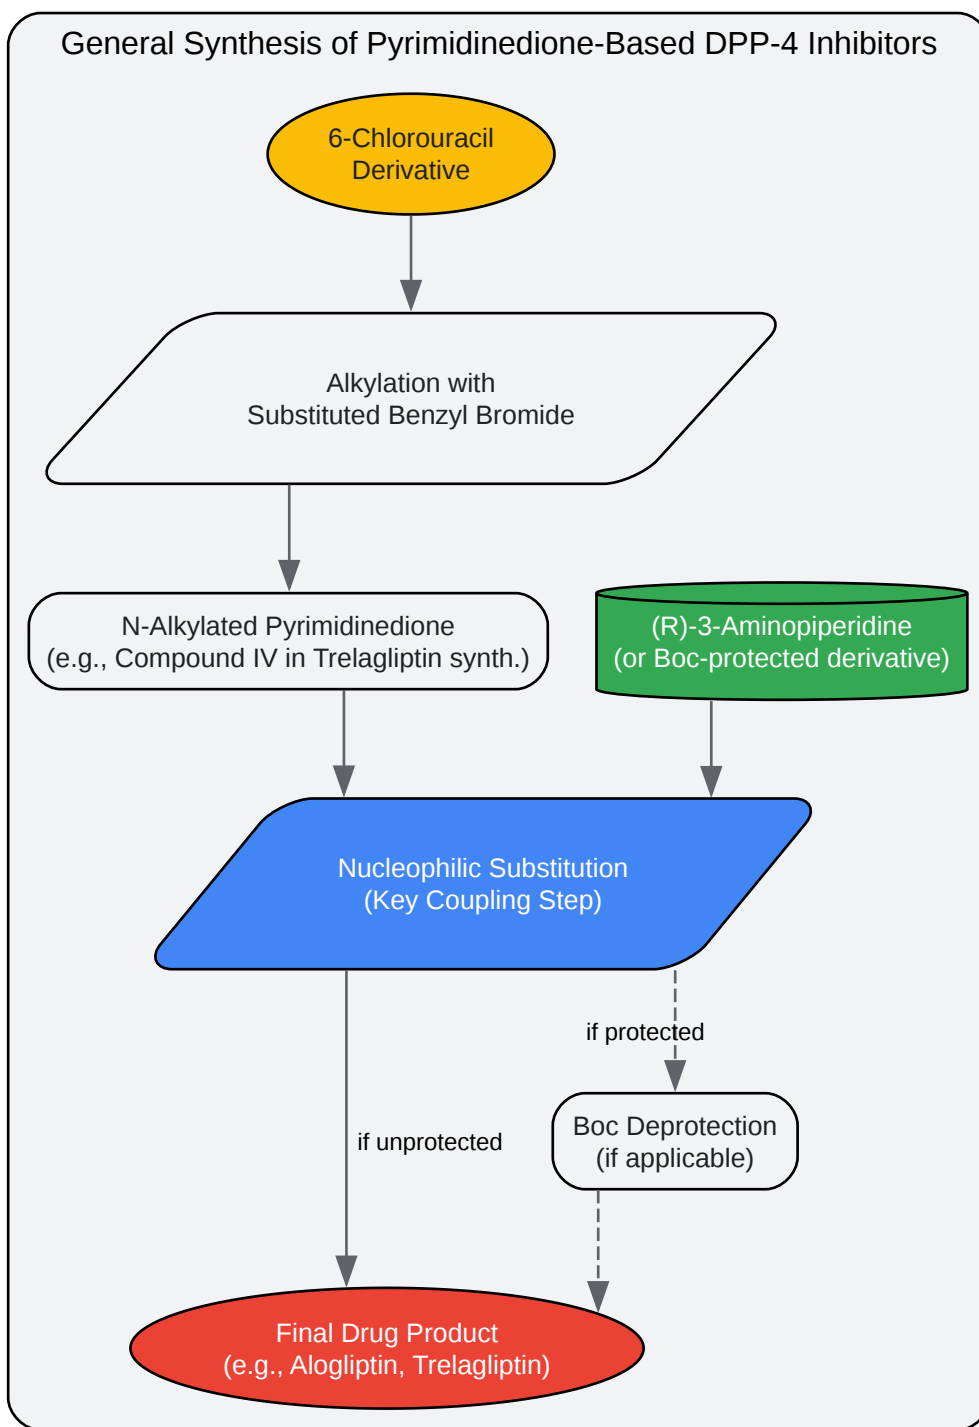 General Synthesis of Pyrimidinedione-Based DPP-4 Inhibitors
6-Chlorouracil
Derivative
Alkylation with
Substituted Benzyl Bromide
N-Alkylated Pyrimidinedione
(e.g., Compound IV in Trelagliptin synth.)
(R)-3-Aminopiperidine
(or Boc-protected derivative)
Nucleophilic Substitution
(Key Coupling Step)
if protected
Boc Deprotection
(if applicable)
if unprotected
Final Drug Product
(e.g., Alogliptin, Trelagliptin)